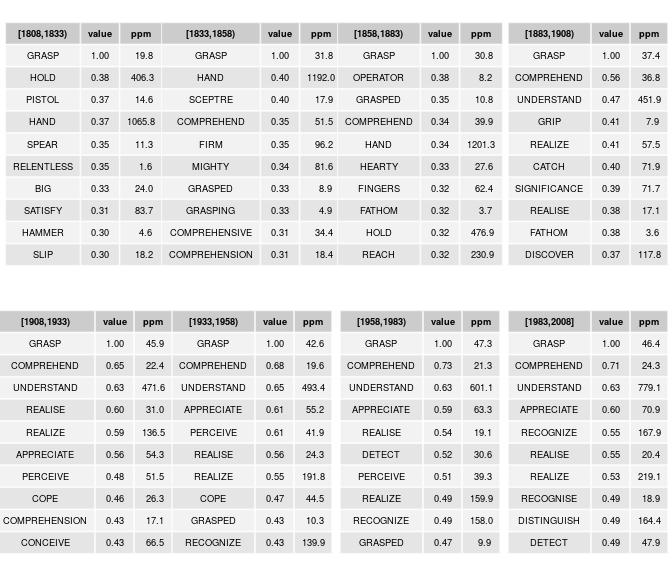 [1808,1833) value ppm [1833,1858) value ppm [1858,1883) value ppm [1883,1908) value ppm
GRASP 1.00 19.8 GRASP 1.00 31.8 GRASP 1.00 30.8 GRASP 1.00 37.4
HOLD 0.38 406.3 HAND 0.40 1192.0 OPERATOR 0.38 8.2 COMPREHEND 0.56 36.8
PISTOL 0.37 14.6 SCEPTRE 0.40 17.9 GRASPED 0.35 10.8 UNDERSTAND 0.47 451.9
HAND 0.37 1065.8 COMPREHEND 0.35 51.5 COMPREHEND 0.34 39.9 GRIP 0.41 7.9
SPEAR 0.35 11.3 FIRM 0.35 96.2 HAND 0.34 1201.3 REALIZE 0.41 57.5
RELENTLESS 0.35 1.6 MIGHTY 0.34 81.6 HEARTY 0.33 27.6 CATCH 0.40 71.9
BIG 0.33 24.0 GRASPED 0.33 8.9 FINGERS 0.32 62.4 SIGNIFICANCE 0.39 71.7
SATISFY 0.31 83.7 GRASPING 0.33 4.9 FATHOM 0.32 3.7 REALISE 0.38 17.1
HAMMER 0.30 4.6 COMPREHENSIVE 0.31 34.4 HOLD 0.32 476.9 FATHOM 0.38 3.6
SLIP 0.30 18.2 COMPREHENSION 0.31 18.4 REACH 0.32 230.9 DISCOVER 0.37 117.8
[1908,1933) value ppm [1933,1958) value ppm [1958,1983) value ppm [1983,2008] value ppm
GRASP 1.00 45.9 GRASP 1.00 42.6 GRASP 1.00 47.3 GRASP 1.00 46.4
COMPREHEND 0.65 22.4 COMPREHEND 0.68 19.6 COMPREHEND 0.73 21.3 COMPREHEND 0.71 24.3
UNDERSTAND 0.63 471.6 UNDERSTAND 0.65 493.4 UNDERSTAND 0.63 601.1 UNDERSTAND 0.63 779.1
REALISE 0.60 31.0 APPRECIATE 0.61 55.2 APPRECIATE 0.59 63.3 APPRECIATE 0.60 70.9
REALIZE 0.59 136.5 PERCEIVE 0.61 41.9 REALISE 0.54 19.1 RECOGNIZE 0.55 167.9
APPRECIATE 0.56 54.3 REALISE 0.56 24.3 DETECT 0.52 30.6 REALISE 0.55 20.4
PERCEIVE 0.48 51.5 REALIZE 0.55 191.8 PERCEIVE 0.51 39.3 REALIZE 0.53 219.1
COPE 0.46 26.3 COPE 0.47 44.5 REALIZE 0.49 159.9 RECOGNISE 0.49 18.9
COMPREHENSION 0.43 17.1 GRASPED 0.43 10.3 RECOGNIZE 0.49 158.0 DISTINGUISH 0.49 164.4
CONCEIVE 0.43 66.5 RECOGNIZE 0.43 139.9 GRASPED 0.47 9.9 DETECT 0.49 47.9